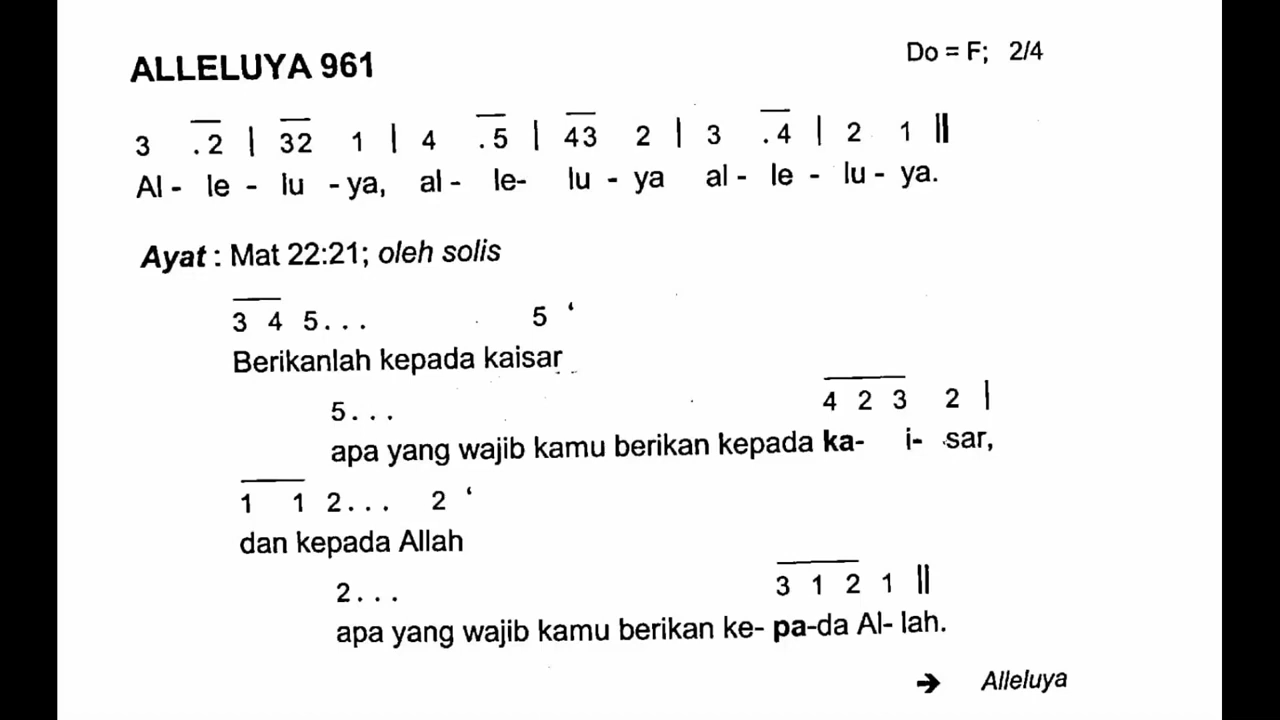 ALLELUYA 961 Do = F; 2/4
3 .2 | 32 1 | 4 .5 | 43 2 | 3 .4 | 2 1 ||
Al - le - lu - ya, al - le- lu - ya al - le - lu - ya.
Ayat : Mat 22:21; oleh solis
3 4 5... 5 ‘
Berikanlah kepada kaisar
5... 4 2 3 2 |
apa yang wajib kamu berikan kepada ka- i- sar,
1 1 2... 2 ‘
dan kepada Allah
2... 3 1 2 1 ||
apa yang wajib kamu berikan ke- pa-da Al- lah.
→ Alleluya